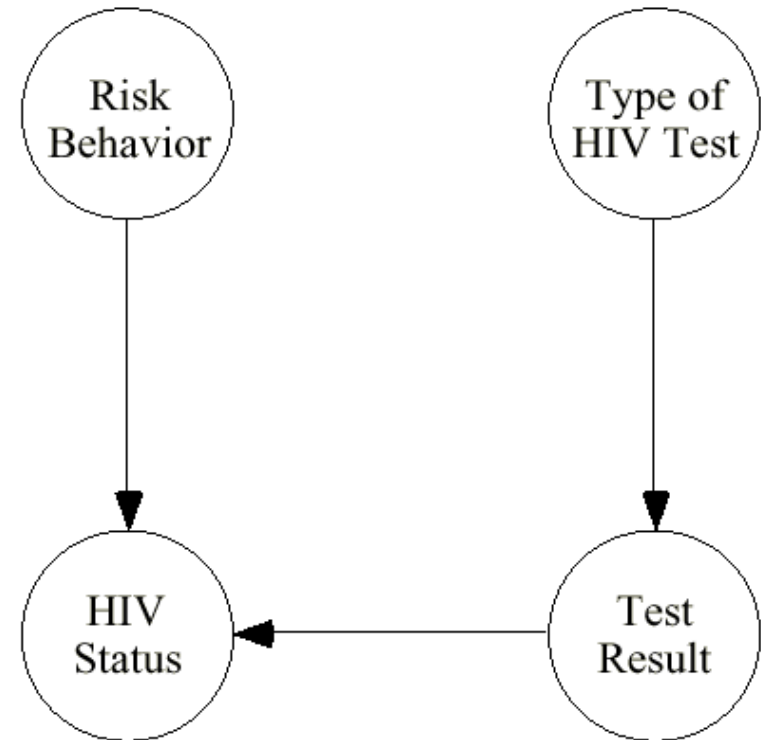 Risk
Behavior
Type of
HIV Test
HIV
Status
Test
Result